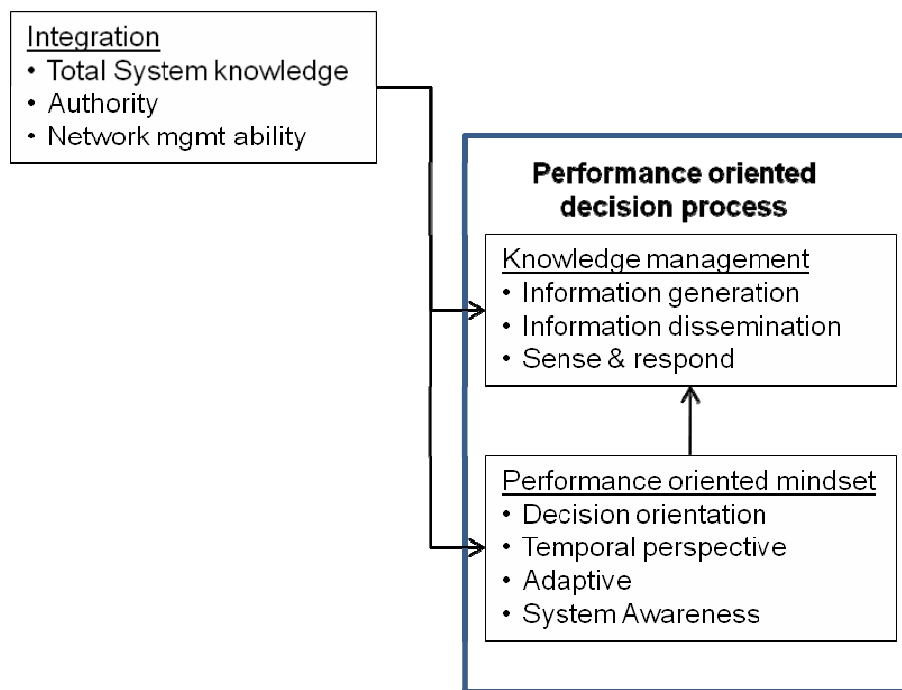 Integration
• Total System knowledge
• Authority
• Network mgmt ability
Performance oriented
decision process
Knowledge management
• Information generation
• Information dissemination
• Sense & respond
Performance oriented mindset
• Decision orientation
• Temporal perspective
• Adaptive
• System Awareness